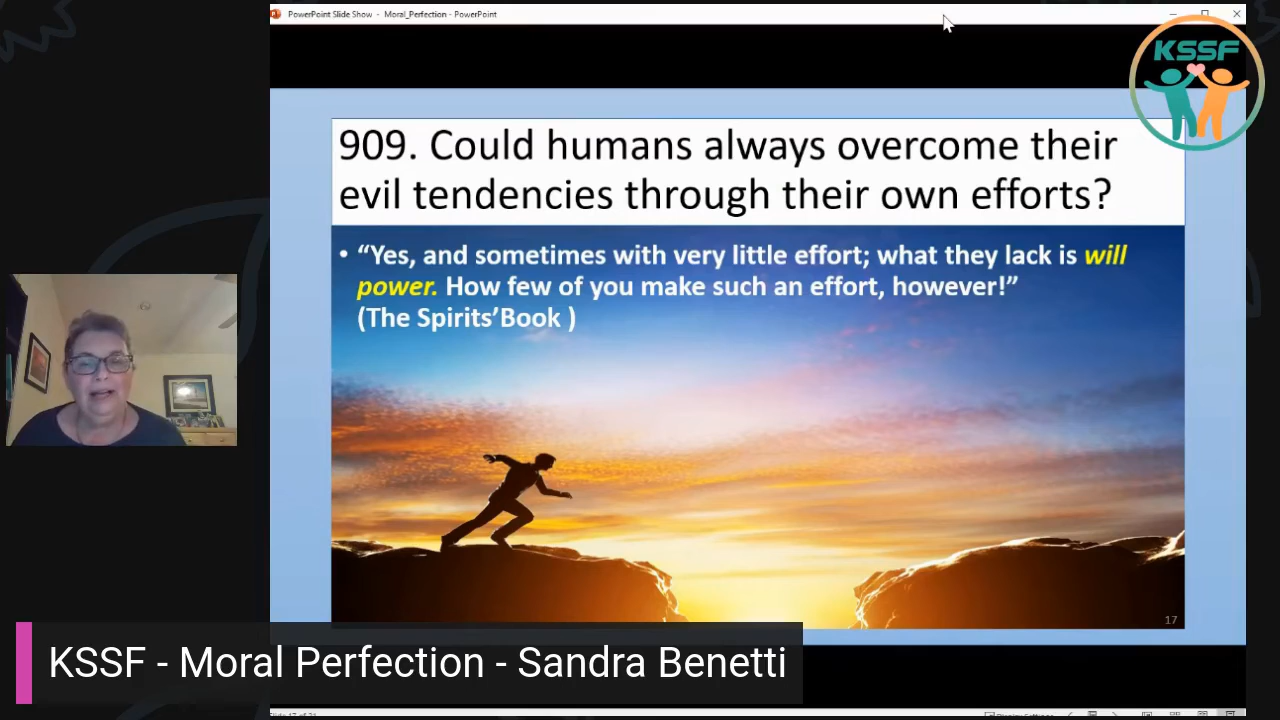 PowerPoint Slide Show - Moral_Perfection - PowerPoint
KSSF
909. Could humans always overcome their
evil tendencies through their own efforts?
• “Yes, and sometimes with very little effort; what they lack is will
power. How few of you make such an effort, however!”
(The Spirits’Book )
17
KSSF - Moral Perfection - Sandra Benetti